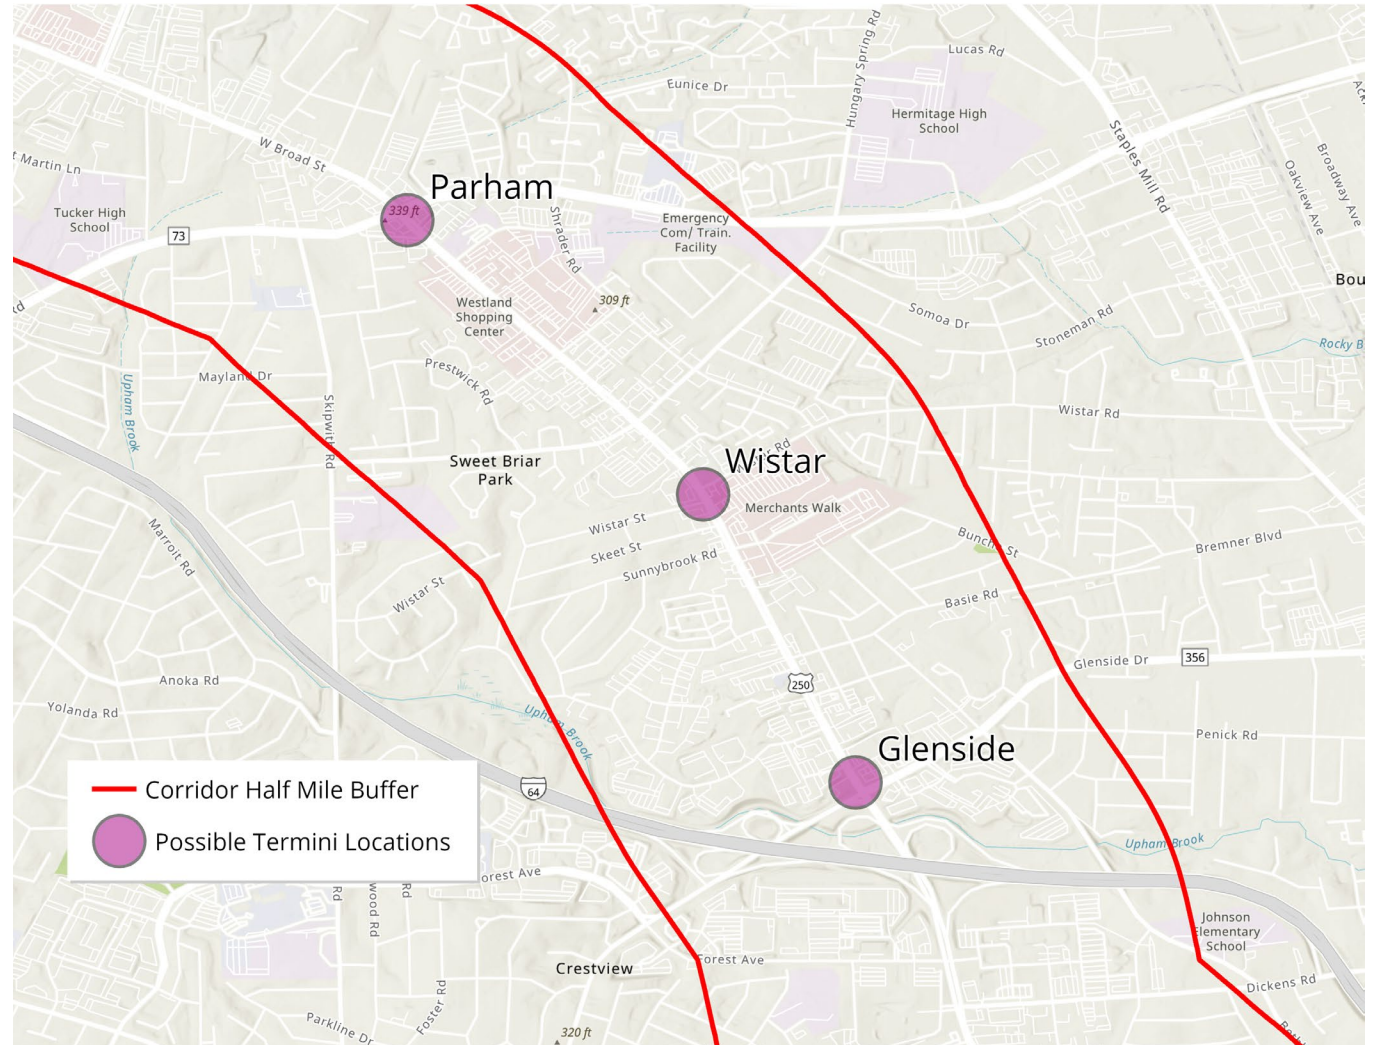 Lucas Rd
Eunice Dr
Hungary Spring Rd
Hermitage High
School
Staples Mill Rd
Broadway Ave
Oakview Ave
W Broad St
t Martin Ln
Parham
339 ft
Tucker High
School
73
Shrader Rd
Emergency
Com/ Train.
Facility
Bou
309 ft
Westland
Shopping
Center
Somoa Dr
Stoneman Rd
Rocky B
Prestwick Rd
Mayland Dr
Upham Brook
Skipwith Rd
Wistar Rd
Sweet Briar
Park
Wistar
Merchants Walk
Wistar St
Skeet St
Sunnybrook Rd
Marroit Rd
Wistar St
Bunche St
Bremner Blvd
Basie Rd
Glenside Dr
356
250
Anoka Rd
Yolanda Rd
Upham Brook
Penick Rd
Glenside
64
Upham Brook
Corridor Half Mile Buffer
Possible Termini Locations
orest Ave
Rd
wood Rd
Rd
Johnson
Elementary
School
Crestview
Forest Ave
Dickens Rd
Foster Rd
Parkline Dr
320 ft